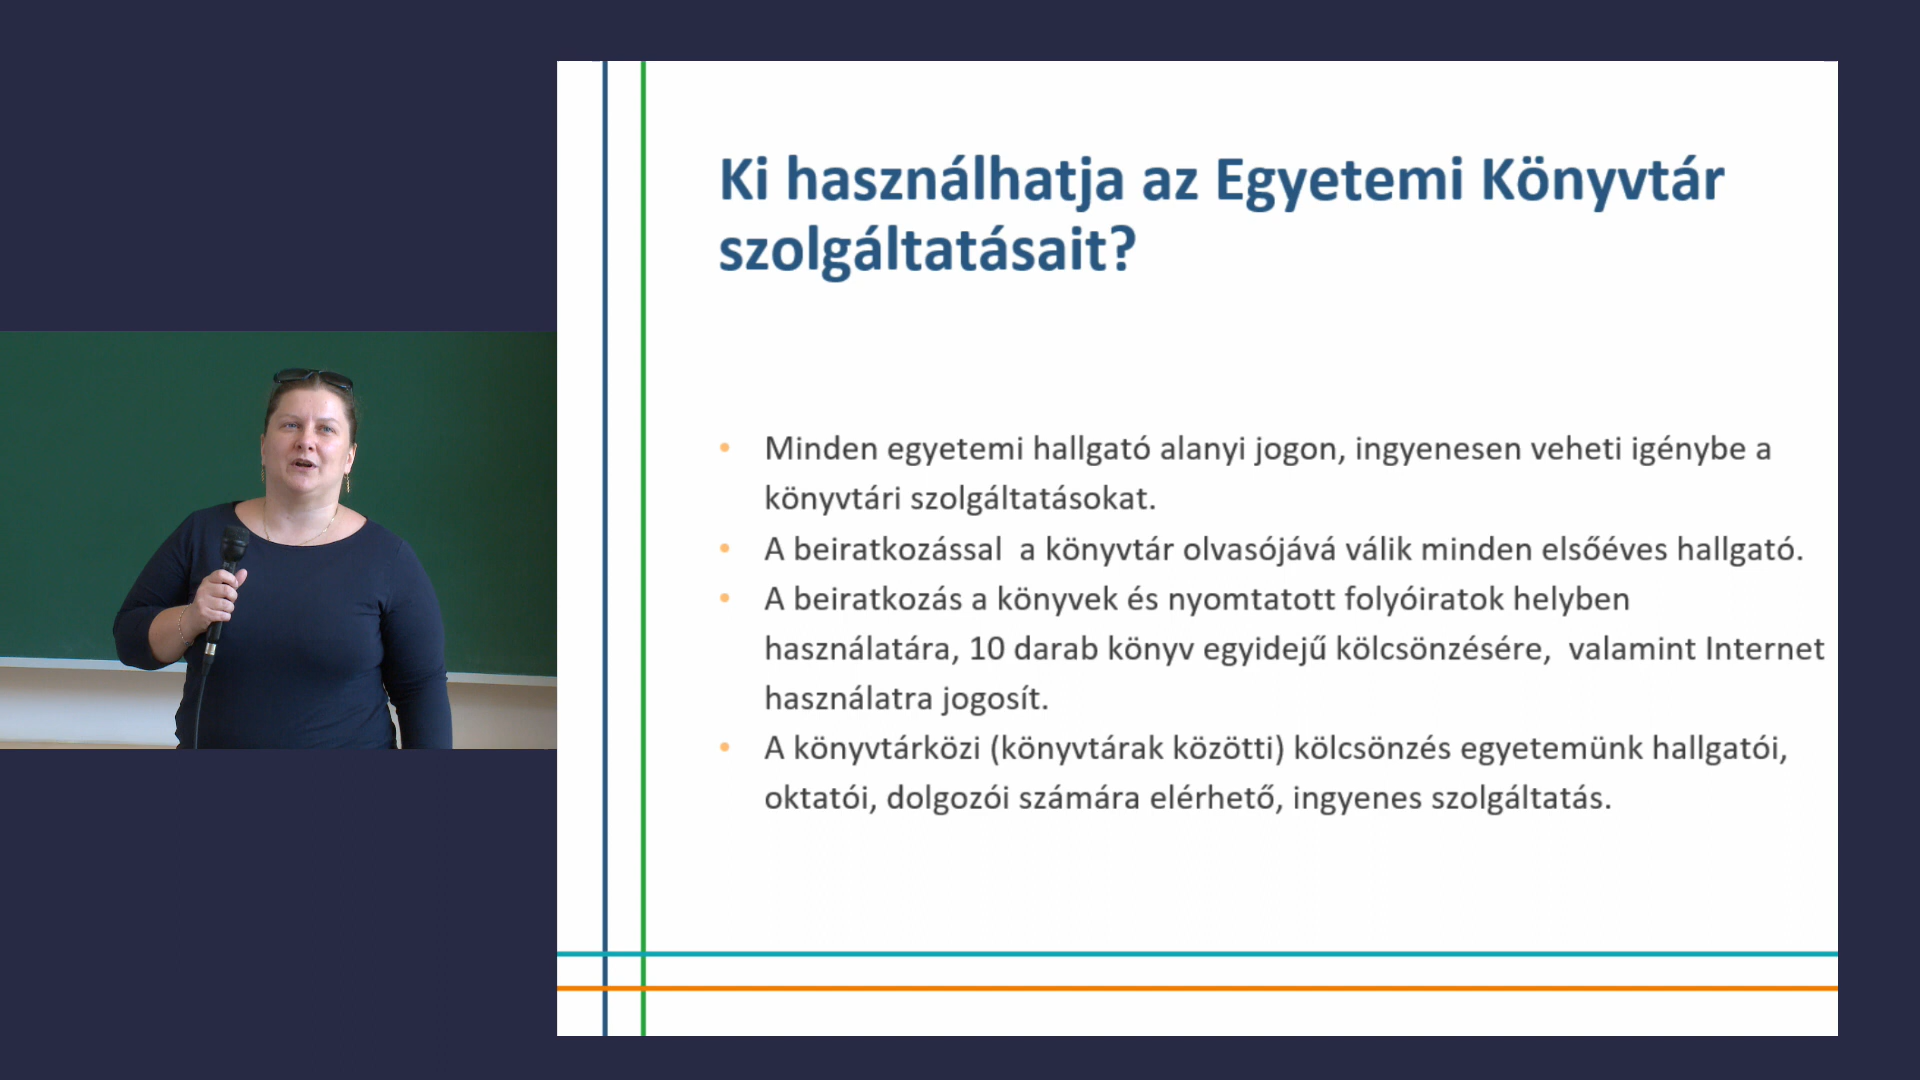 Ki használhatja az Egyetemi Könyvtár
szolgáltatásait?
• Minden egyetemi hallgató alanyi jogon, ingyenesen veheti igénybe a
könyvtári szolgáltatásokat.
• A beiratkozással  a könyvtár olvasójává válik minden elsőéves hallgató.
• A beiratkozás a könyvek és nyomtatott folyóiratok helyben
használatára, 10 darab könyv egyidejű kölcsönzésére,  valamint Internet
használatra jogosít.
• A könyvtárközi (könyvtárak közötti) kölcsönzés egyetemünk hallgatói,
oktatói, dolgozói számára elérhető, ingyenes szolgáltatás.